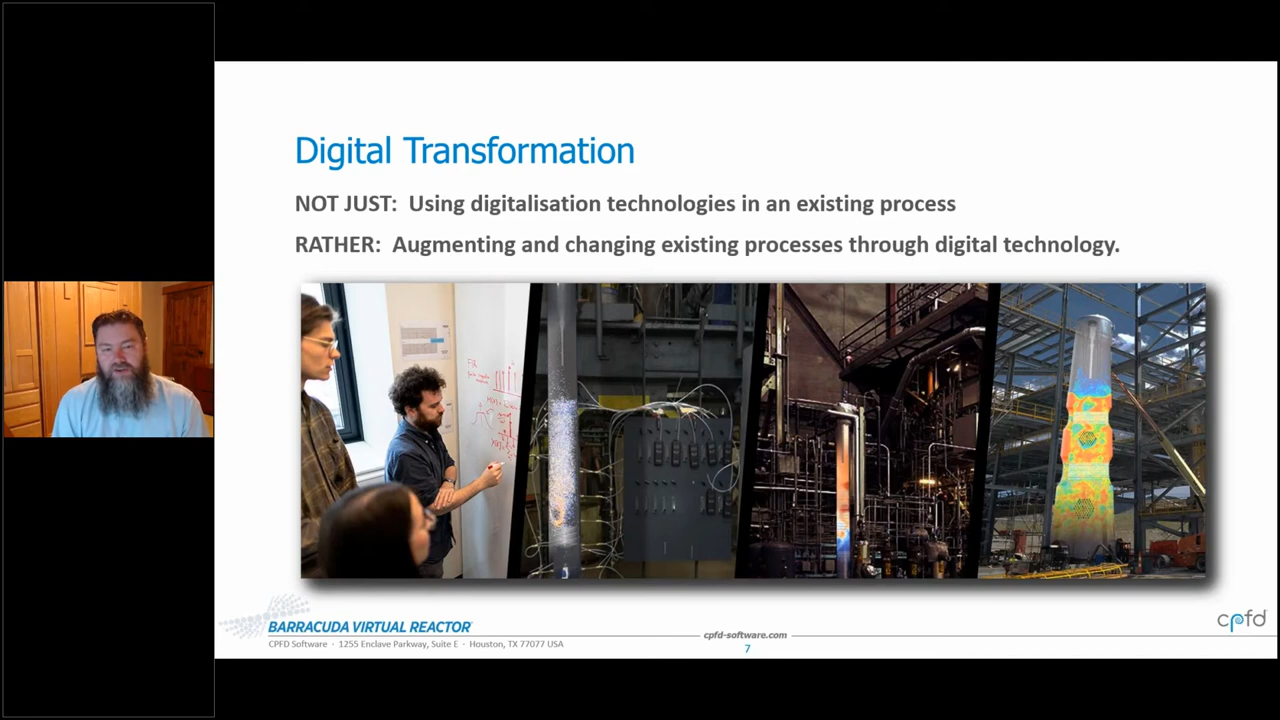 Digital Transformation
NOT JUST: Using digitalisation technologies in an existing process
RATHER: Augmenting and changing existing processes through digital technology.
BARRACUDA VIRTUAL REACTOR
CPFD Software · 1255 Enclave Parkway, Suite E · Houston, TX 77077 USA
cpfd-software.com
7
cpfd